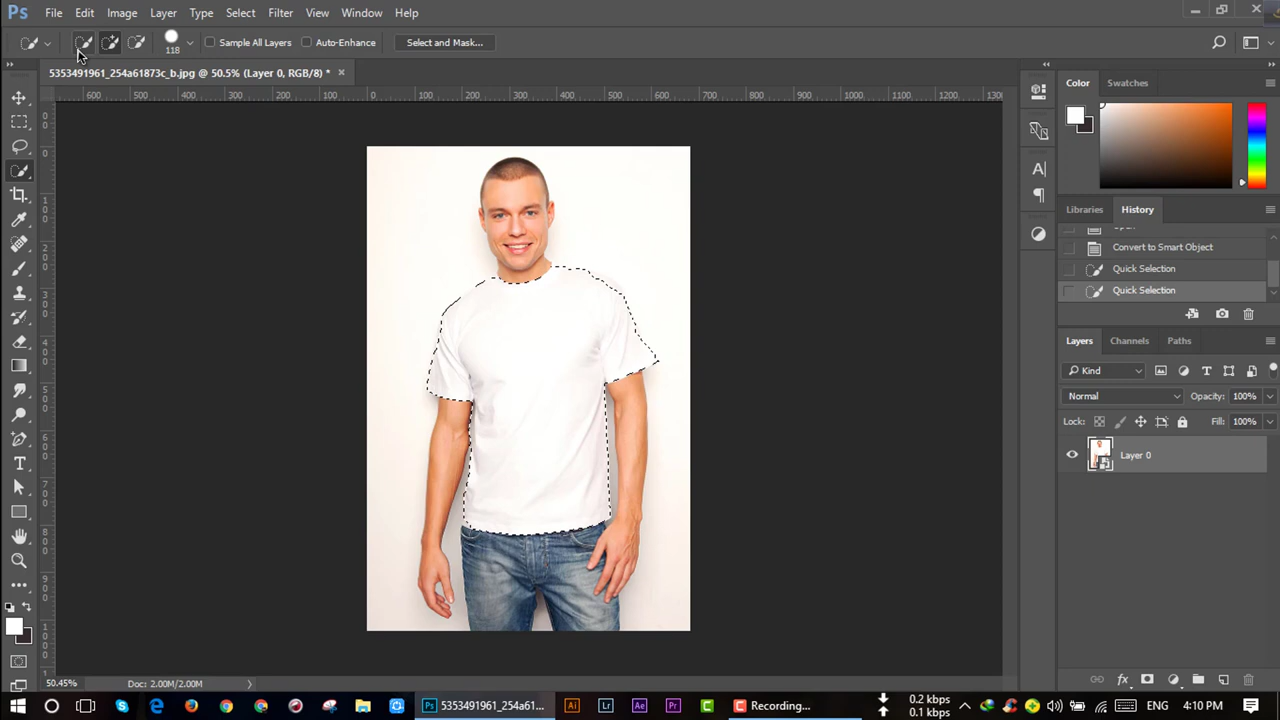 Ps File Edit Image Layer Type Select Filter View Window Help
118 Sample All Layers Auto-Enhance Select and Mask...
5353491961_254a61873c_b.jpg @ 50.5% (Layer 0, RGB/8) * ×
600 500 400 300 200 100 0 100 200 300 400 500 600 700 800 900 1000 1100 1200 1300
Color Swatches
Libraries History
Convert to Smart Object
Quick Selection
Quick Selection
Layers Channels Paths
Kind
Normal Opacity: 100%
Lock: Fill: 100%
Layer 0
50.45% Doc: 2.00M/2.00M
5353491961_254a61... Ai Lr Ae Pr Recording... 0.2 kbps
0.1 kbps
4:10 PM